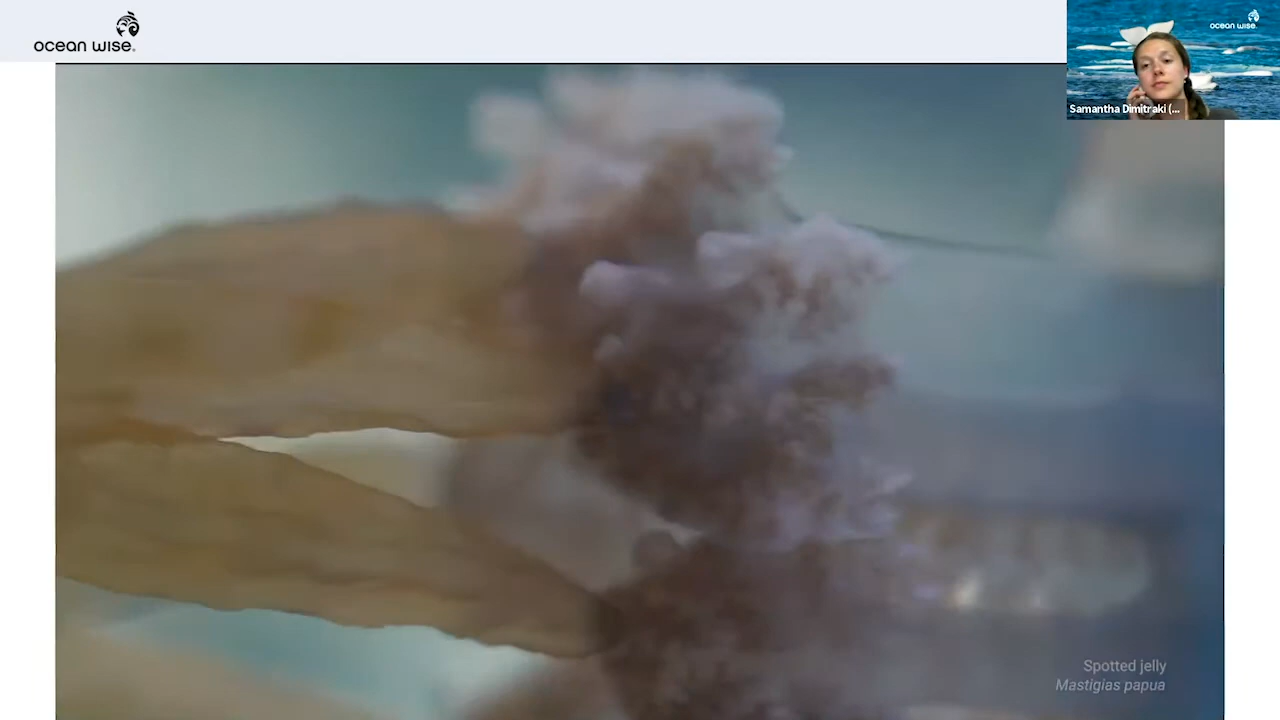 ocean wise
ocean wise
Samantha Dimitraki (...
Spotted jelly
Mastigias papua